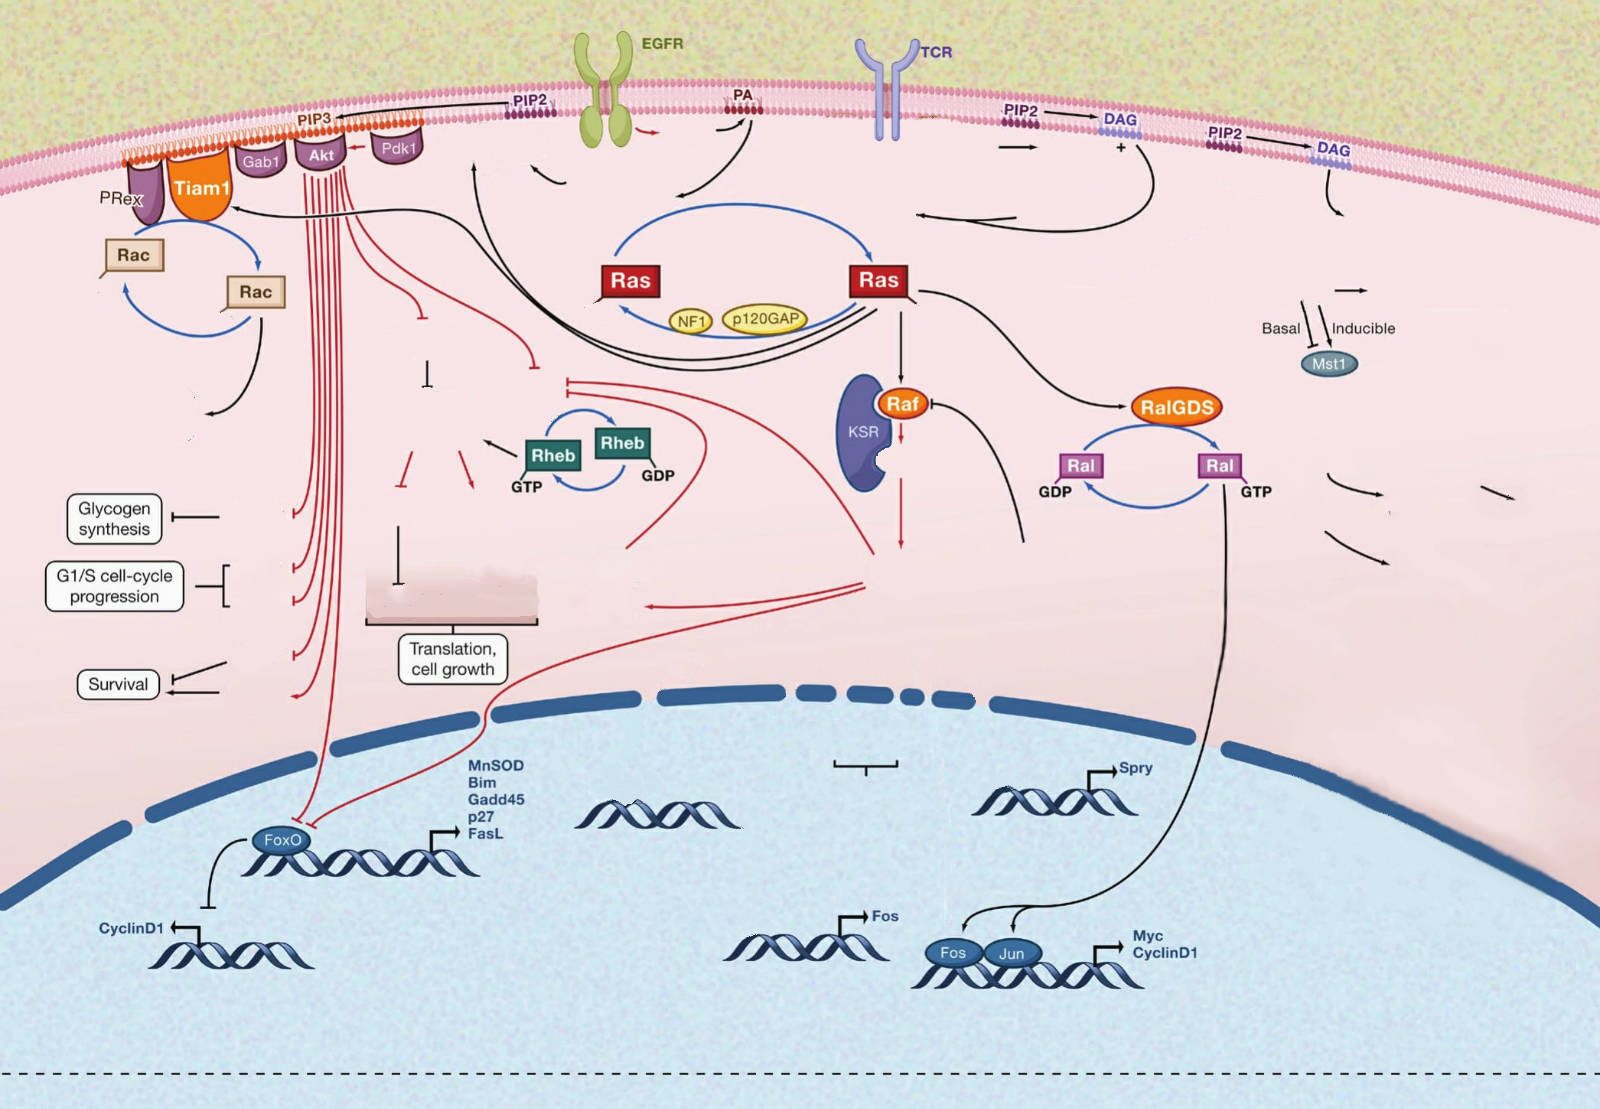 EGFR
TCR
PIP2
PA
PIP3
PIP2
DAG
PIP2
DAG
+
Gab1
Akt
Pdk1
PRex
Tiam1
Rac
Rac
Ras
Ras
NF1
p120GAP
Basal
Inducible
Mst1
KSR
Raf
RalGDS
Rheb
Rheb
GTP
GDP
Ral
Ral
GDP
GTP
Glycogen
synthesis
G1/S cell-cycle
progression
Translation,
cell growth
Survival
MnSOD
Bim
Gadd45
p27
FasL
FoxO
Spry
CyclinD1
Fos
Fos
Jun
Myc
CyclinD1